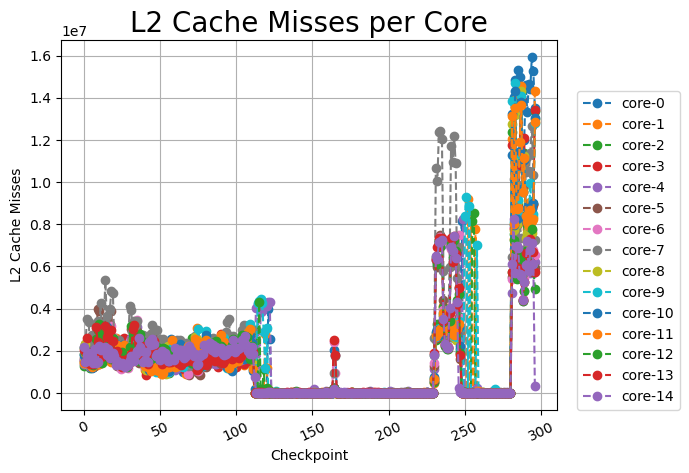 L2 Cache Misses per Core
1e7
1.6
1.4
1.2
1.0
0.8
0.6
0.4
0.2
0.0
L2 Cache Misses
0
50
100
150
200
250
300
Checkpoint
core-0
core-1
core-2
core-3
core-4
core-5
core-6
core-7
core-8
core-9
core-10
core-11
core-12
core-13
core-14